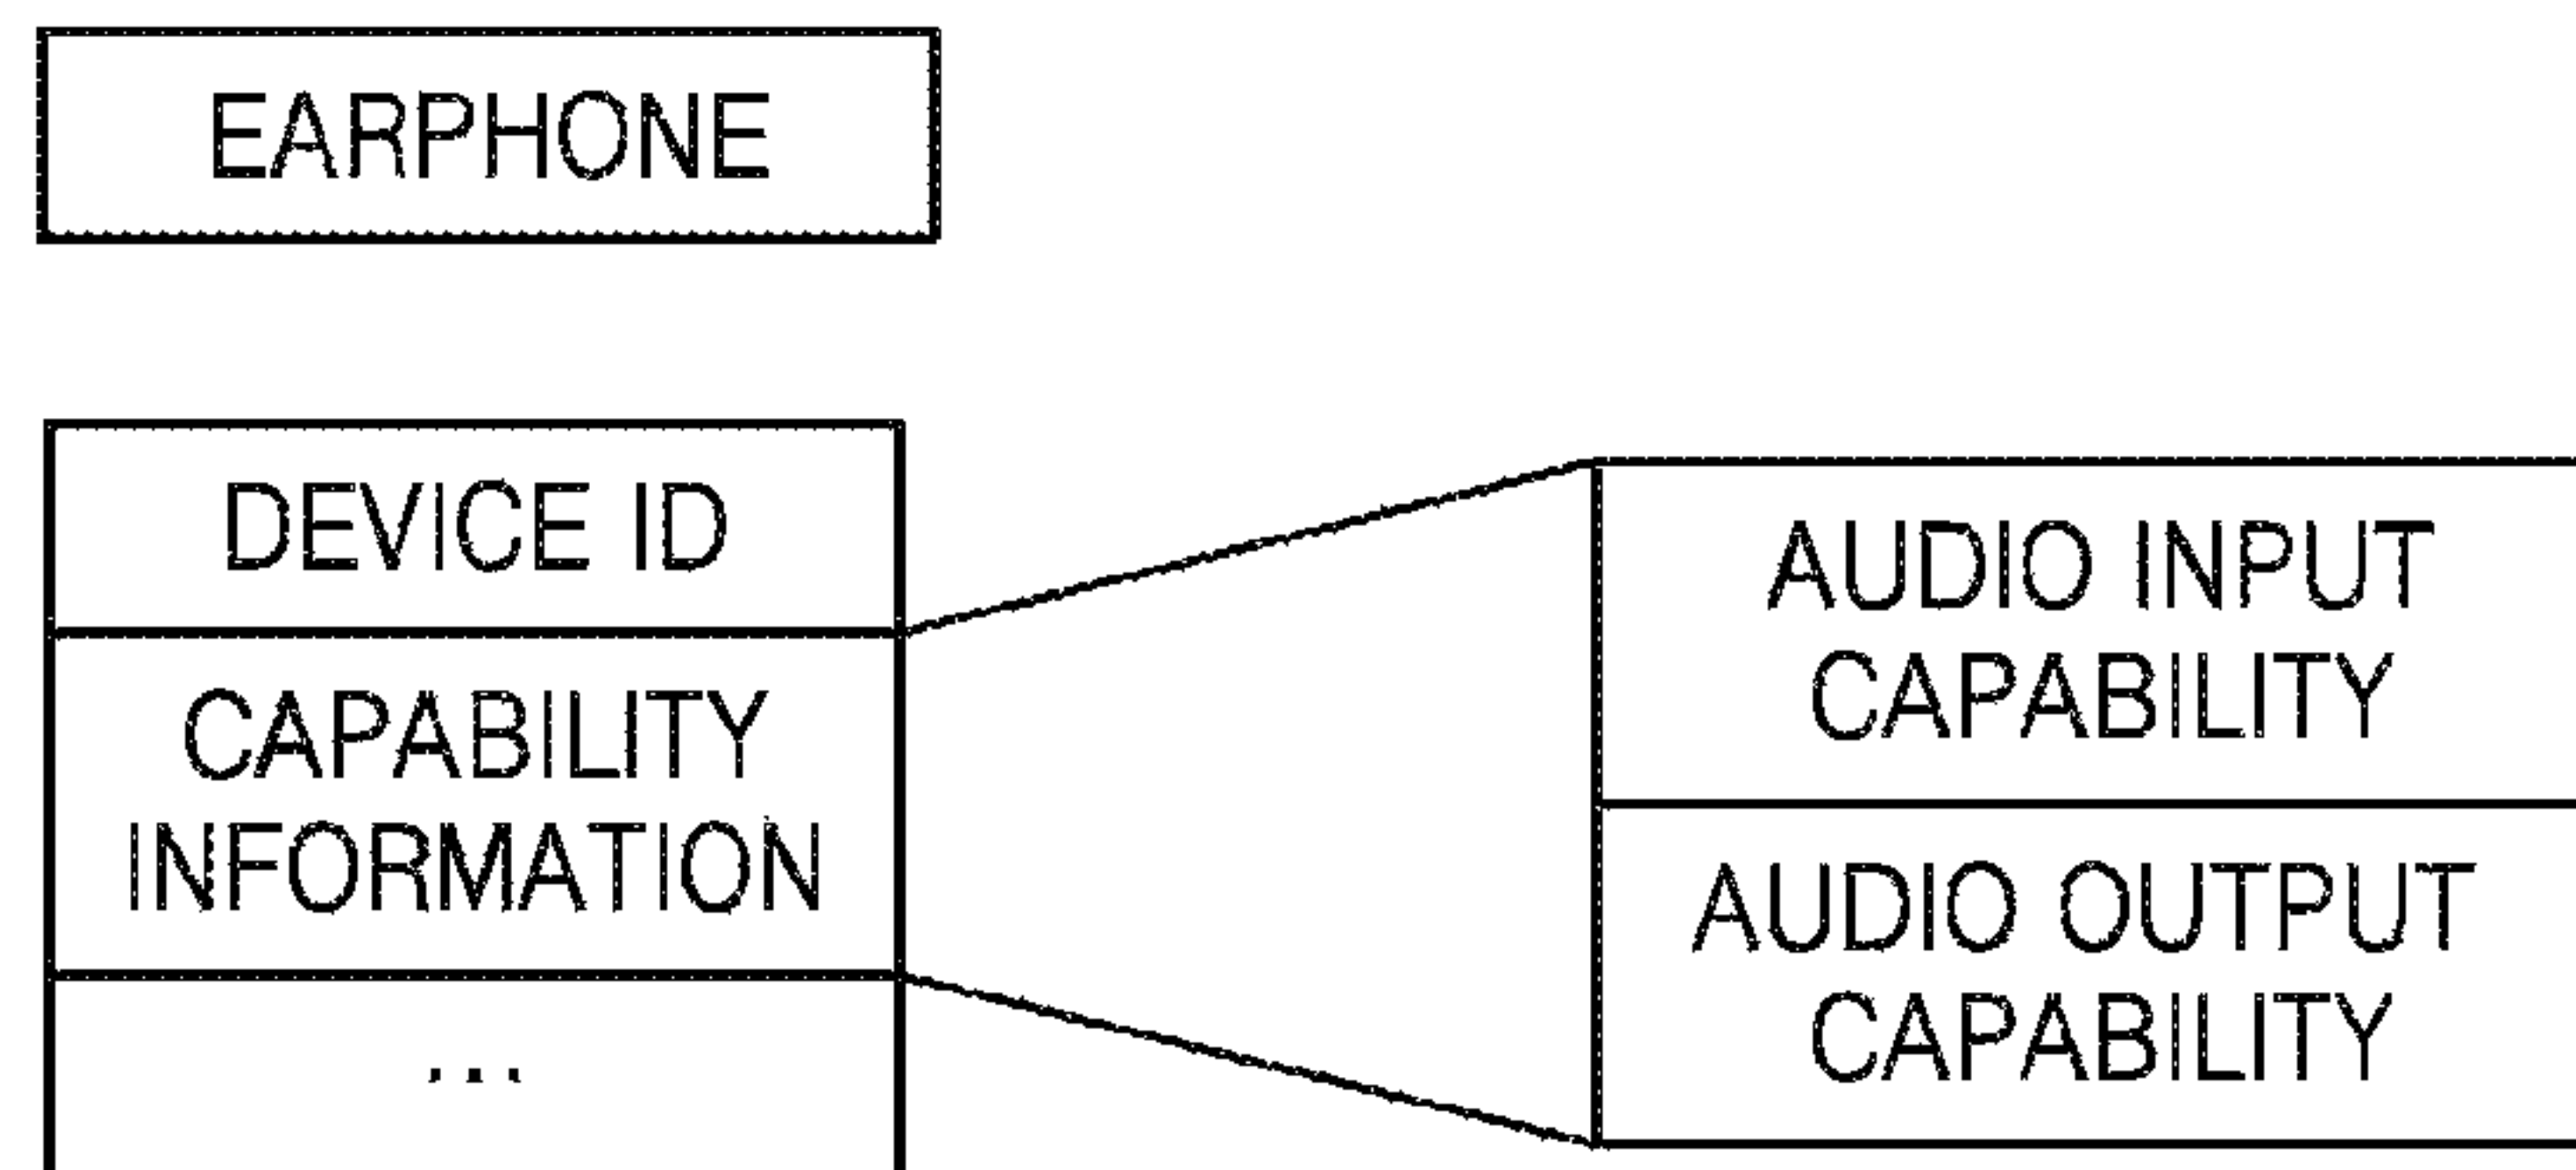 EARPHONE
DEVICE ID
CAPABILITY
INFORMATION
...
AUDIO INPUT
CAPABILITY
AUDIO OUTPUT
CAPABILITY